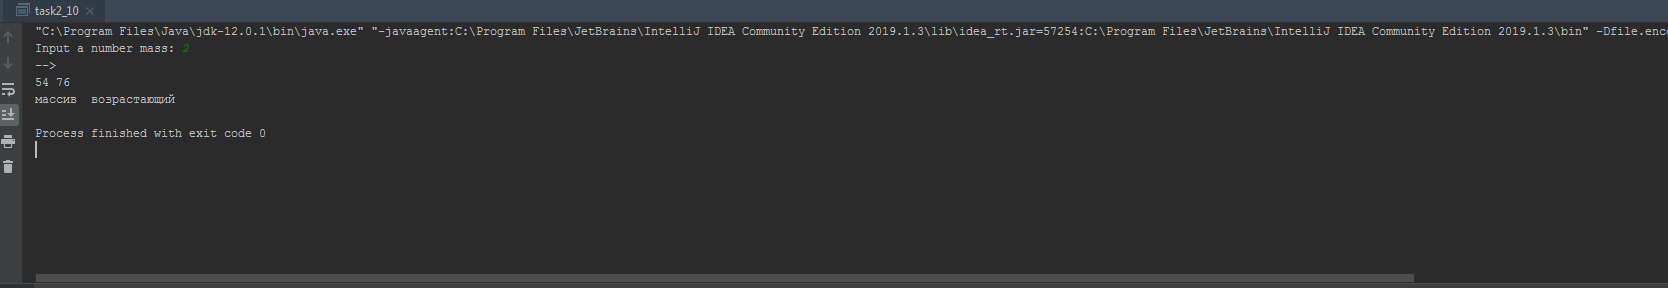 task2_10
"C:\Program Files\Java\jdk-12.0.1\bin\java.exe" "-javaagent:C:\Program Files\JetBrains\IntelliJ IDEA Community Edition 2019.1.3\lib\idea_rt.jar=57254:C:\Program Files\JetBrains\IntelliJ IDEA Community Edition 2019.1.3\bin" -Dfile.enco
Input a number mass: 2
-->
54 76
массив  возрастающий
Process finished with exit code 0